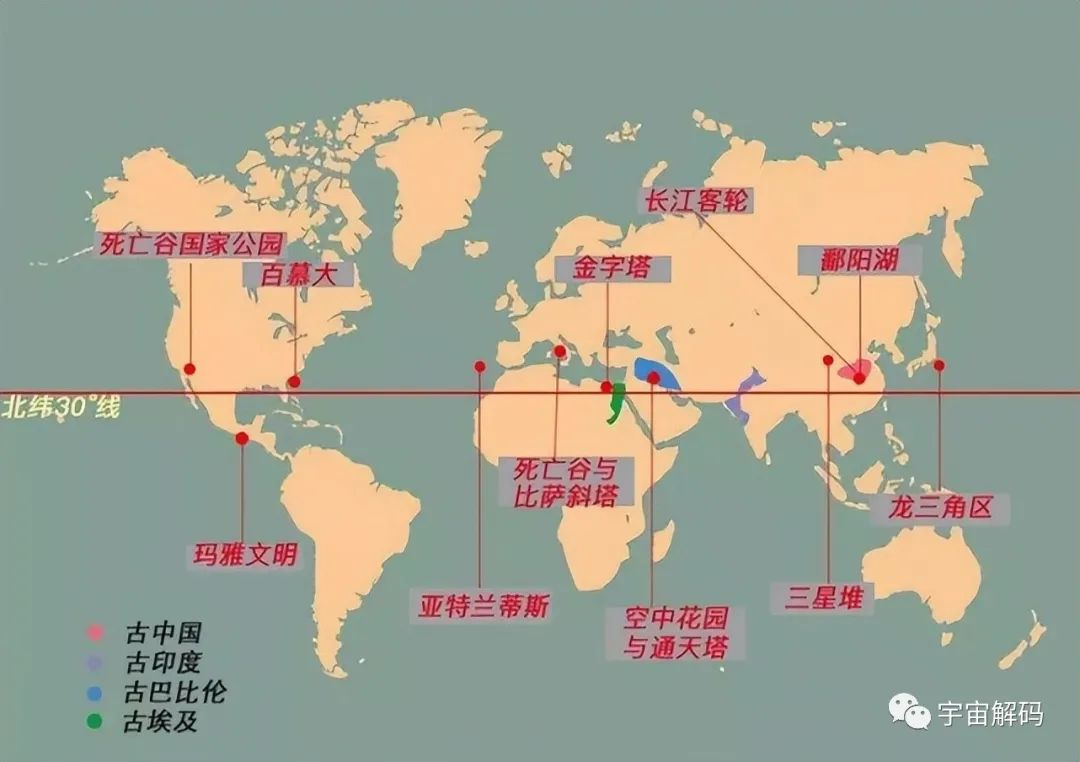 长江客轮
死亡谷国家公园
百慕大
金字塔
鄱阳湖
北纬30°线
死亡谷与
比萨斜塔
龙三角区
玛雅文明
亚特兰蒂斯
三星堆
空中花园
与通天塔
古中国
古印度
古巴比伦
古埃及
宇宙解码